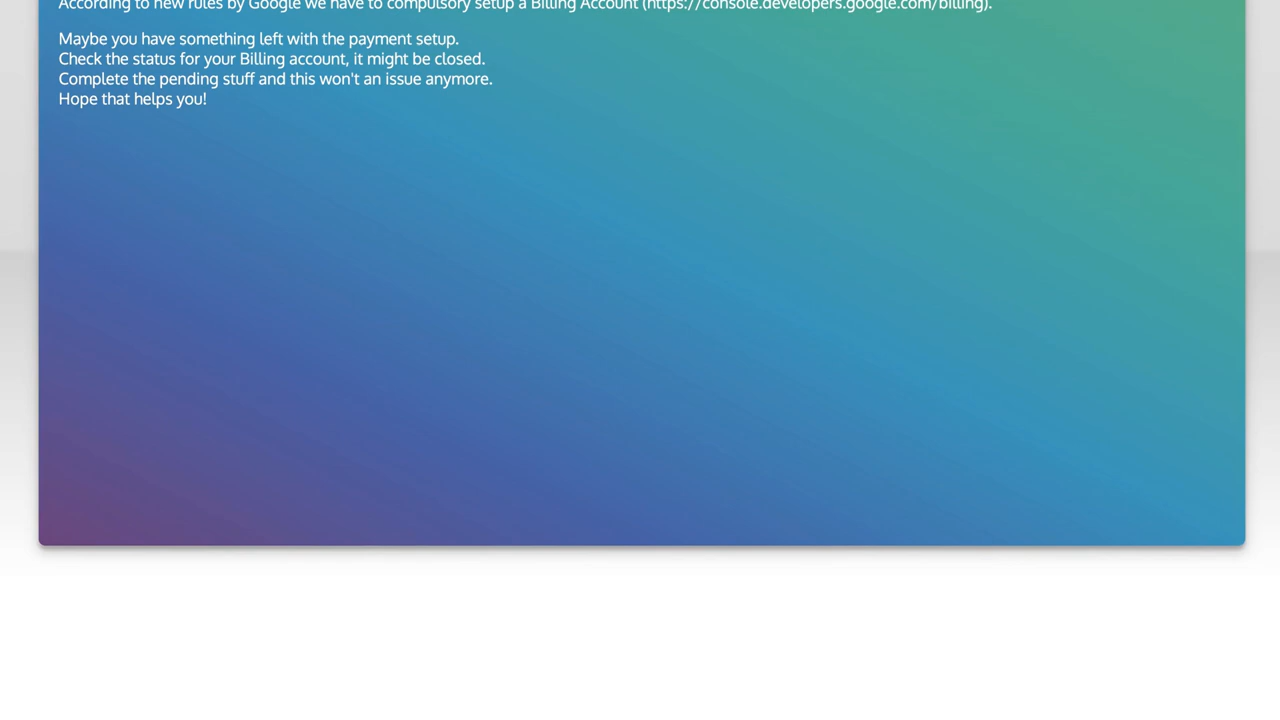 According to new rules by Google we have to compulsory setup a Billing Account (https://console.developers.google.com/billing).
Maybe you have something left with the payment setup.
Check the status for your Billing account, it might be closed.
Complete the pending stuff and this won't an issue anymore.
Hope that helps you!